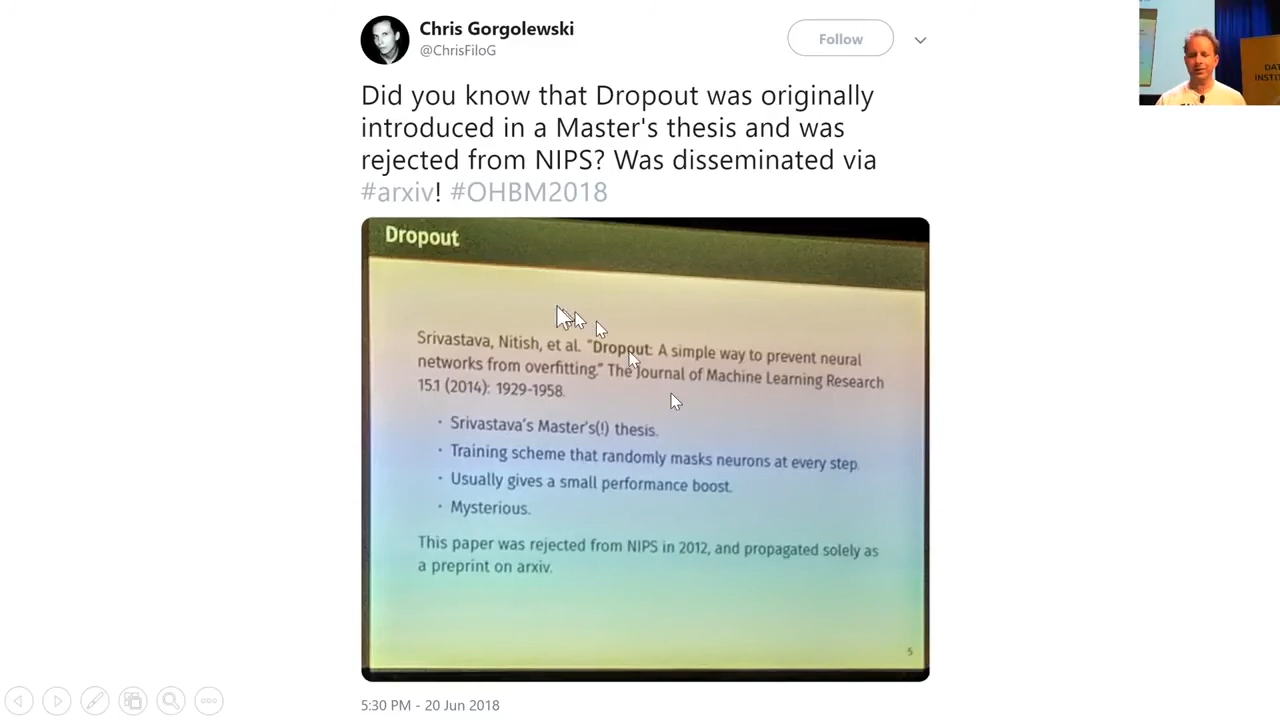 Chris Gorgolewski
@ChrisFiloG
Follow
Did you know that Dropout was originally
introduced in a Master's thesis and was
rejected from NIPS? Was disseminated via
#arxiv! #OHBM2018
Dropout
Srivastava, Nitish, et al. "Dropout: A simple way to prevent neural
networks from overfitting." The Journal of Machine Learning Research
15.1 (2014): 1929-1958.
· Srivastava's Master's(!) thesis.
· Training scheme that randomly masks neurons at every step.
· Usually gives a small performance boost.
· Mysterious.
This paper was rejected from NIPS in 2012, and propagated solely as
a preprint on arxiv.
5
5:30 PM - 20 Jun 2018